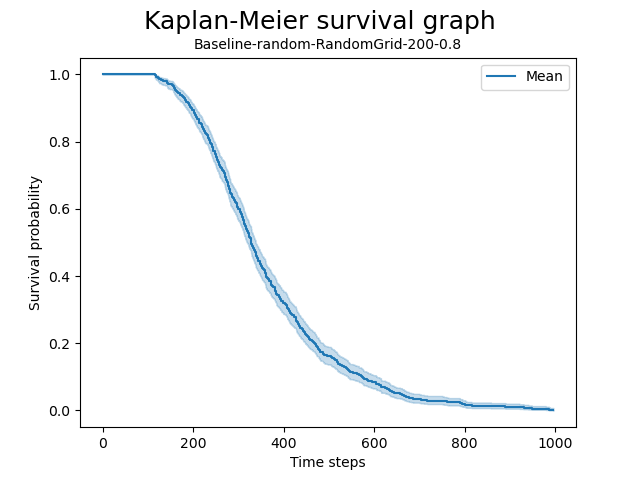 Kaplan-Meier survival graph
Baseline-random-RandomGrid-200-0.8
Mean
Survival probability
1.0
0.8
0.6
0.4
0.2
0.0
0 200 400 600 800 1000
Time steps